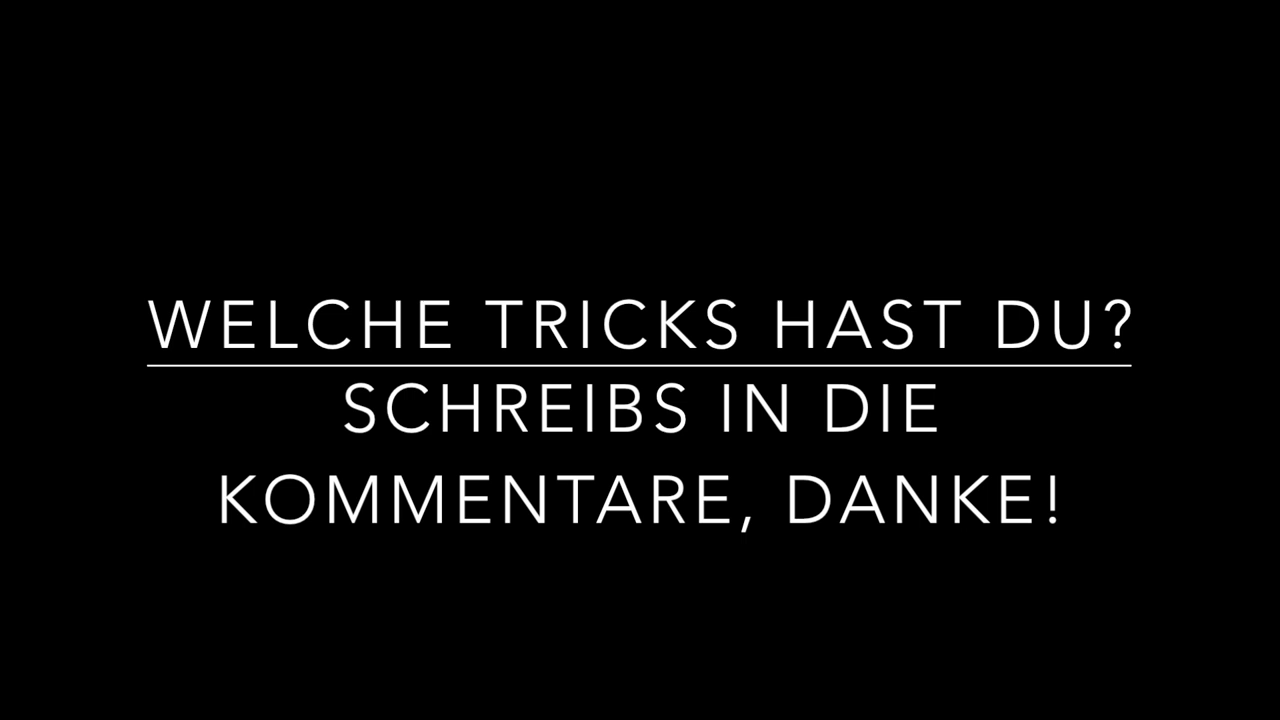 WELCHE TRICKS HAST DU?
SCHREIBS IN DIE
KOMMENTARE, DANKE!